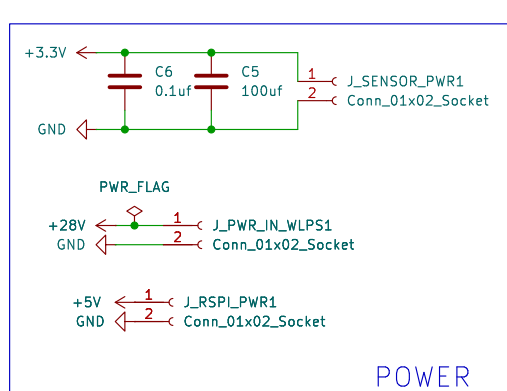 +3.3V
C6
0.1uf
C5
100uf
1
J_SENSOR_PWR1
2
Conn_01x02_Socket
GND
PWR_FLAG
+28V
1
J_PWR_IN_WLPS1
GND
2
Conn_01x02_Socket
+5V
1
J_RSPI_PWR1
GND
2
Conn_01x02_Socket
POWER